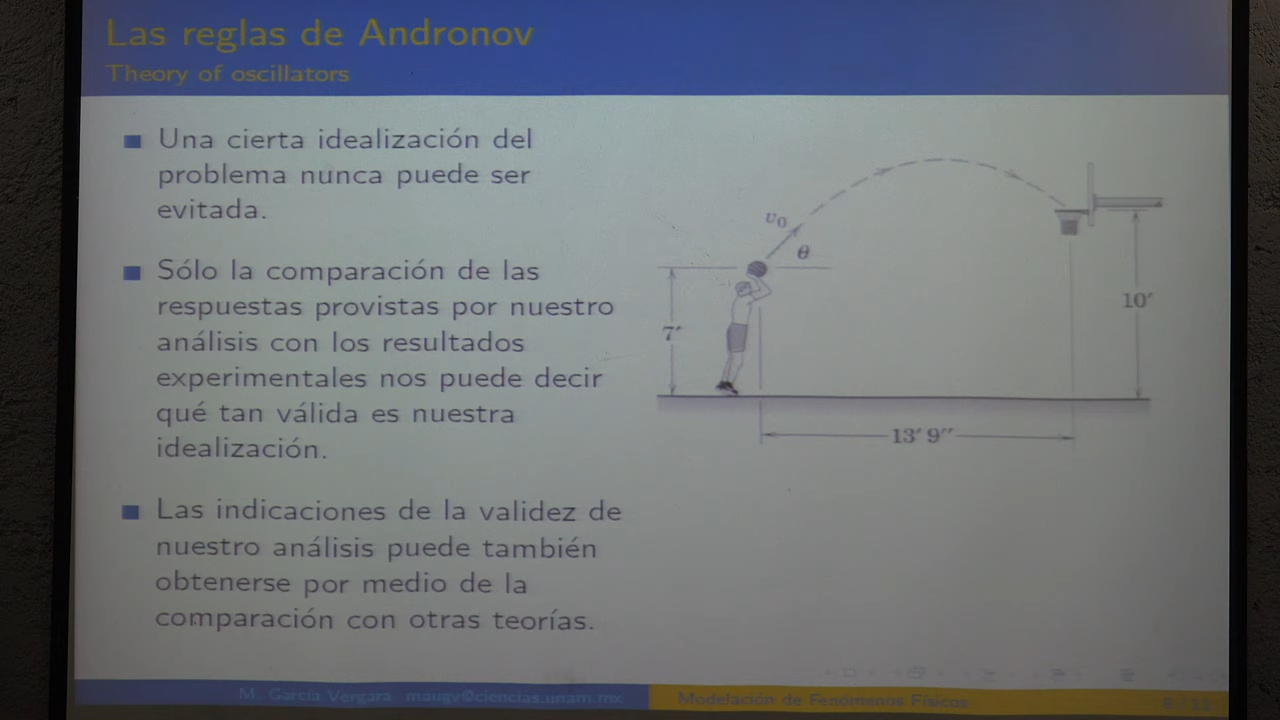 Las reglas de Andronov
Theory of oscillators
Una cierta idealización del
problema nunca puede ser
evitada.
Sólo la comparación de las
respuestas provistas por nuestro
análisis con los resultados
experimentales nos puede decir
qué tan válida es nuestra
idealización.
Las indicaciones de la validez de
nuestro análisis puede también
obtenerse por medio de la
comparación con otras teorías.
v₀
θ
7′
10′
13′ 9″
M. García Vergara maugv@ciencias.unam.mx
Modelación de Fenómenos Físicos